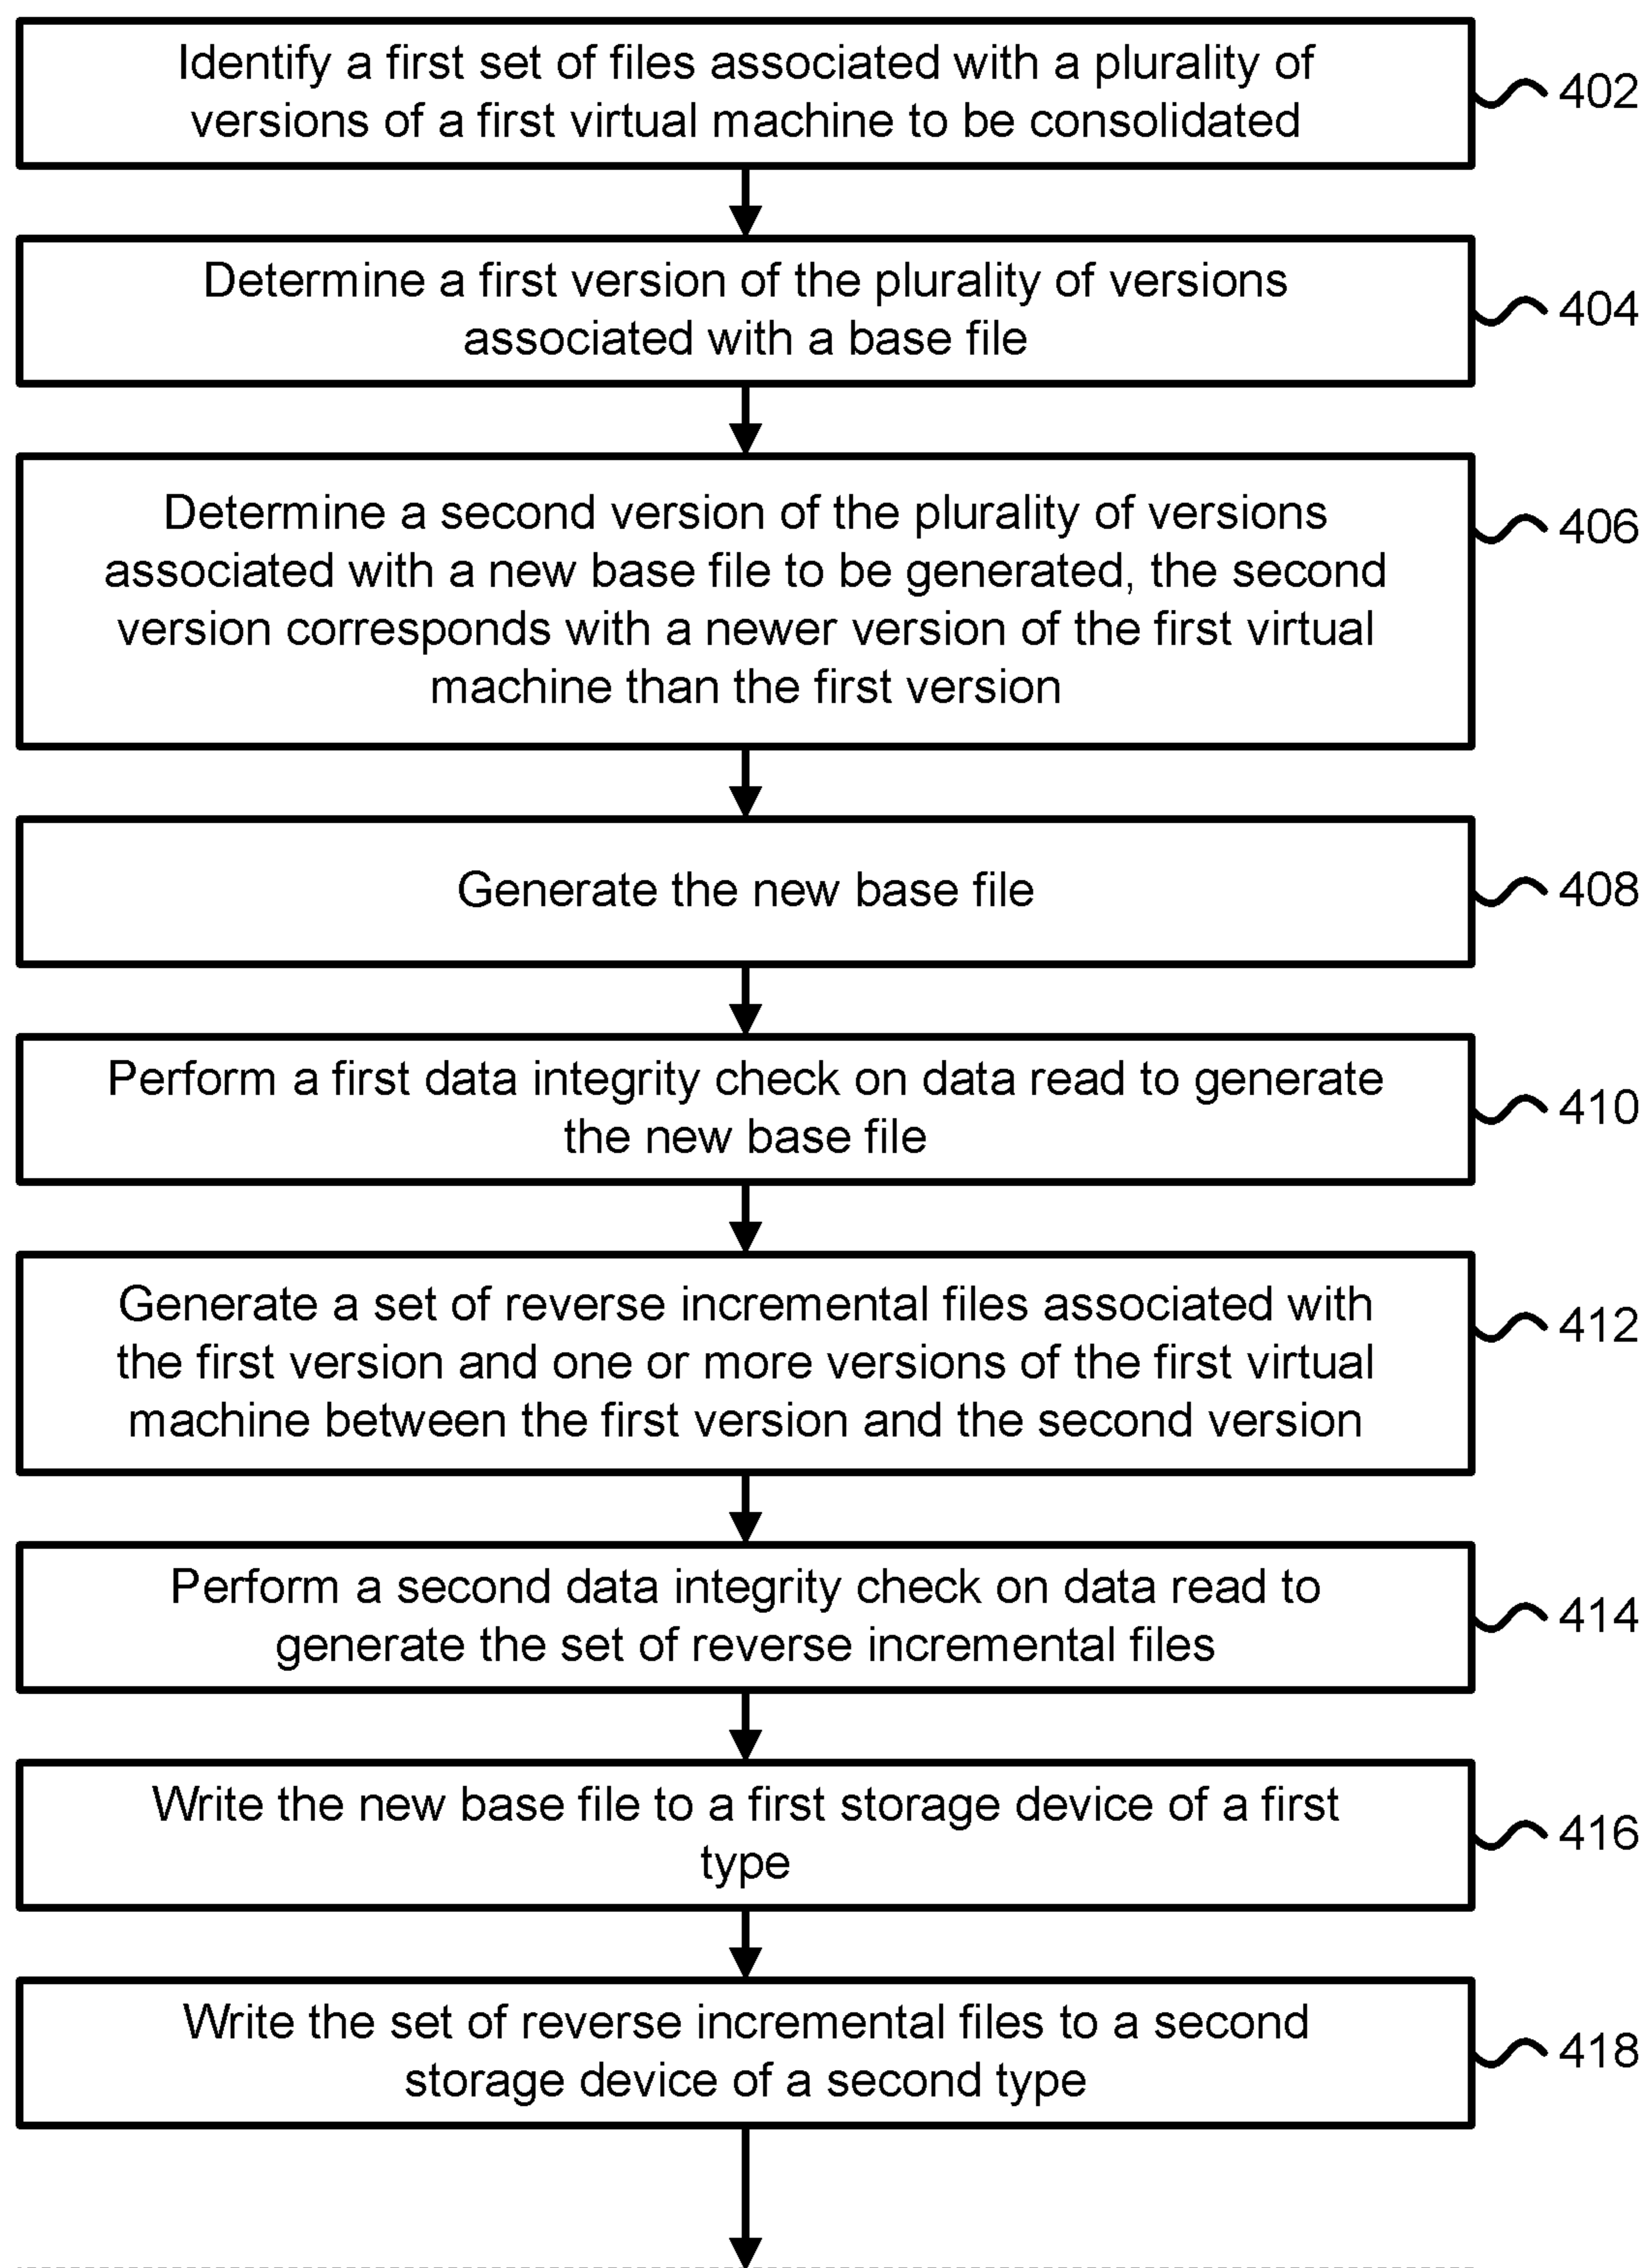 Identify a first set of files associated with a plurality of
versions of a first virtual machine to be consolidated
402
Determine a first version of the plurality of versions
associated with a base file
404
Determine a second version of the plurality of versions
associated with a new base file to be generated, the second
version corresponds with a newer version of the first virtual
machine than the first version
406
Generate the new base file
408
Perform a first data integrity check on data read to generate
the new base file
410
Generate a set of reverse incremental files associated with
the first version and one or more versions of the first virtual
machine between the first version and the second version
412
Perform a second data integrity check on data read to
generate the set of reverse incremental files
414
Write the new base file to a first storage device of a first
type
416
Write the set of reverse incremental files to a second
storage device of a second type
418